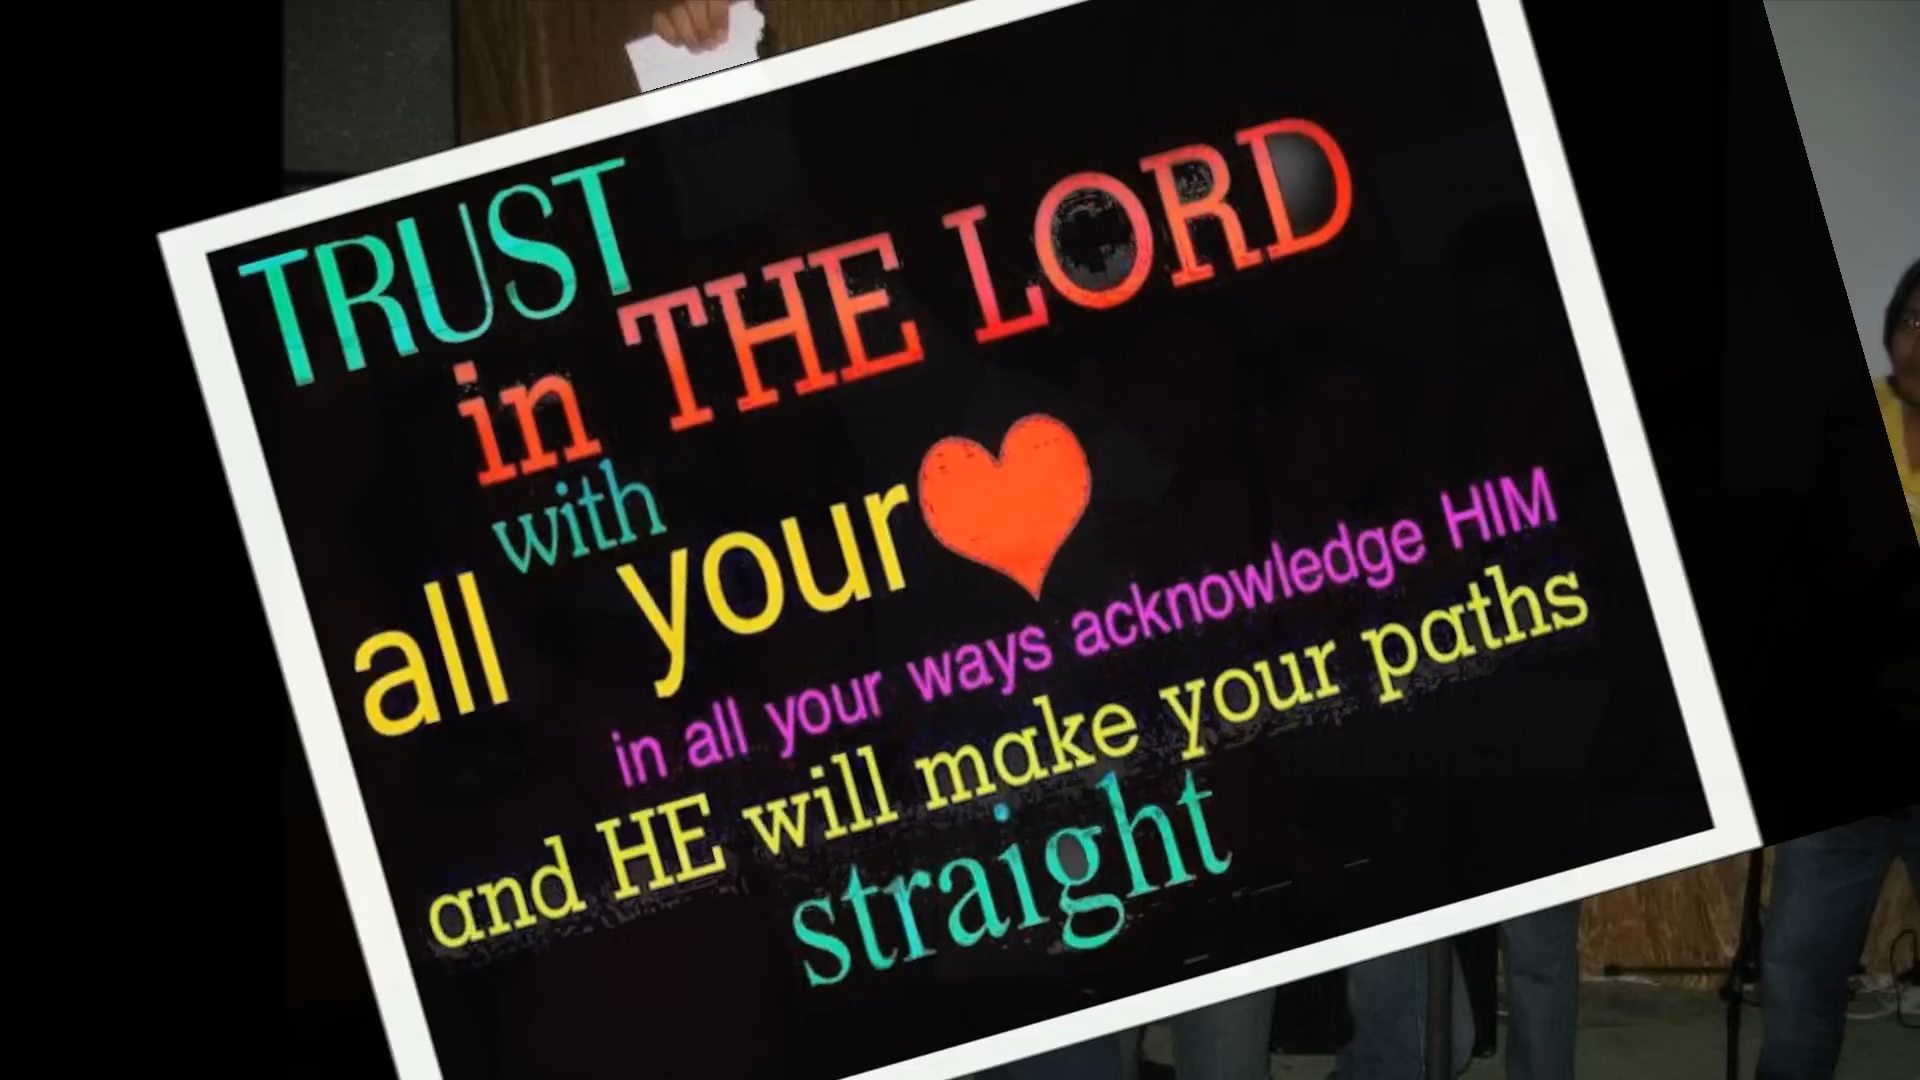 TRUST
in THE LORD
with
all your
in all your ways acknowledge HIM
and HE will make your paths
straight